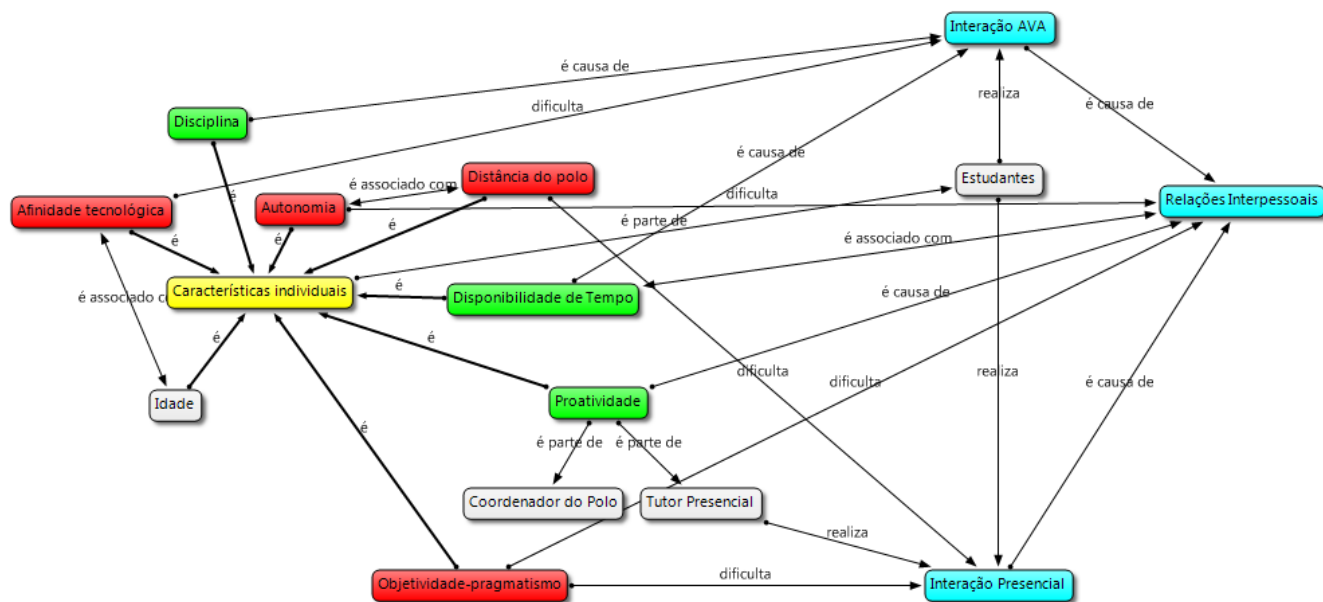 Interação AVA
é causa de
dificulta
realiza
é causa de
Disciplina
é causa de
é associado com
Distância do polo
Estudantes
é
dificulta
Afinidade tecnológica
Autonomia
Relações Interpessoais
é parte de
é
é
é
é associado com
é associado co
Características individuais
é
Disponibilidade de Tempo
é causa de
é
é
dificulta
dificulta
realiza
é causa de
Idade
Proatividade
é
é parte de
é parte de
Coordenador do Polo
Tutor Presencial
realiza
Objetividade-pragmatismo
dificulta
Interação Presencial